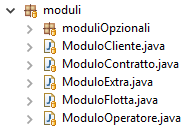 moduli
moduliOpzionali
ModuloCliente.java
ModuloContratto.java
ModuloExtra.java
ModuloFlotta.java
ModuloOperatore.java